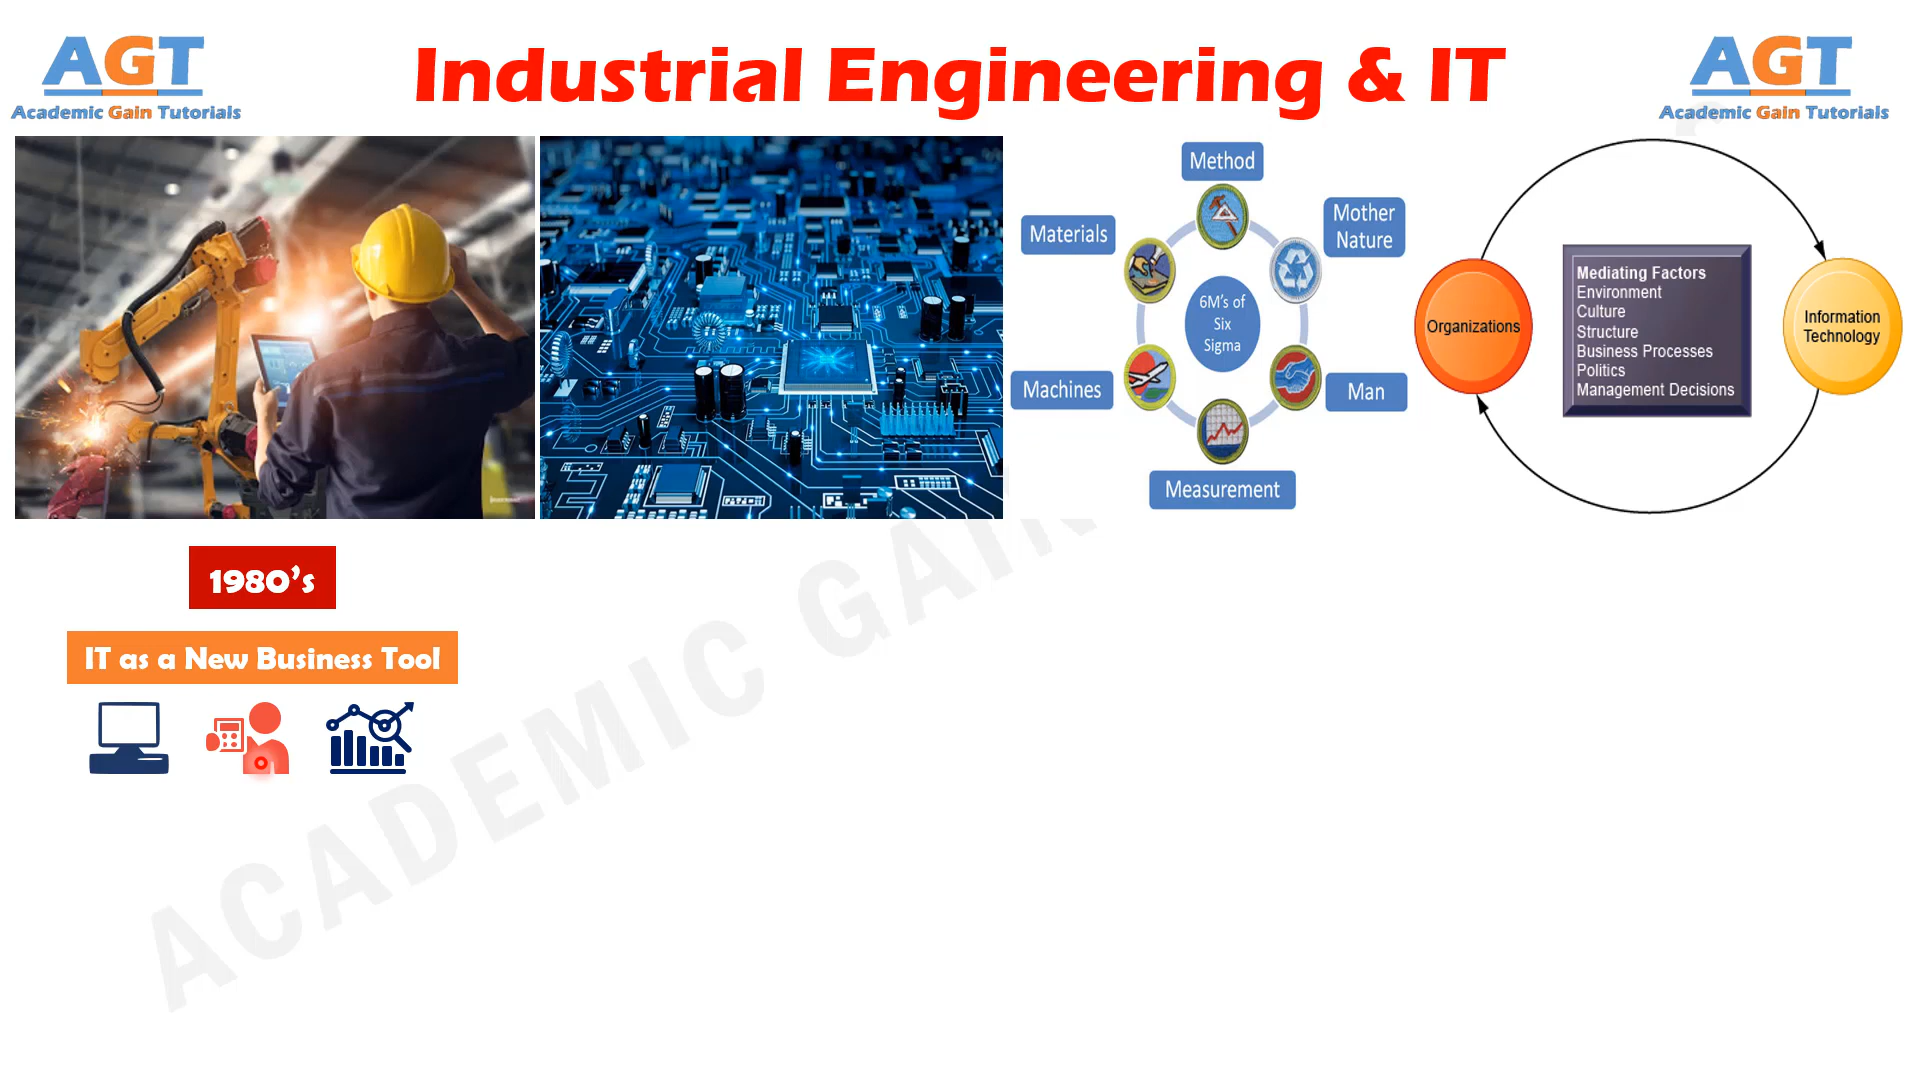 AGT
Academic Gain Tutorials
Industrial Engineering & IT
AGT
Academic Gain Tutorials
Method
Materials
Mother
Nature
6M's of
Six
Sigma
Machines
Man
Measurement
Organizations
Mediating Factors
Environment
Culture
Structure
Business Processes
Politics
Management Decisions
Information
Technology
1980's
IT as a New Business Tool
ACADEMIC GAIN